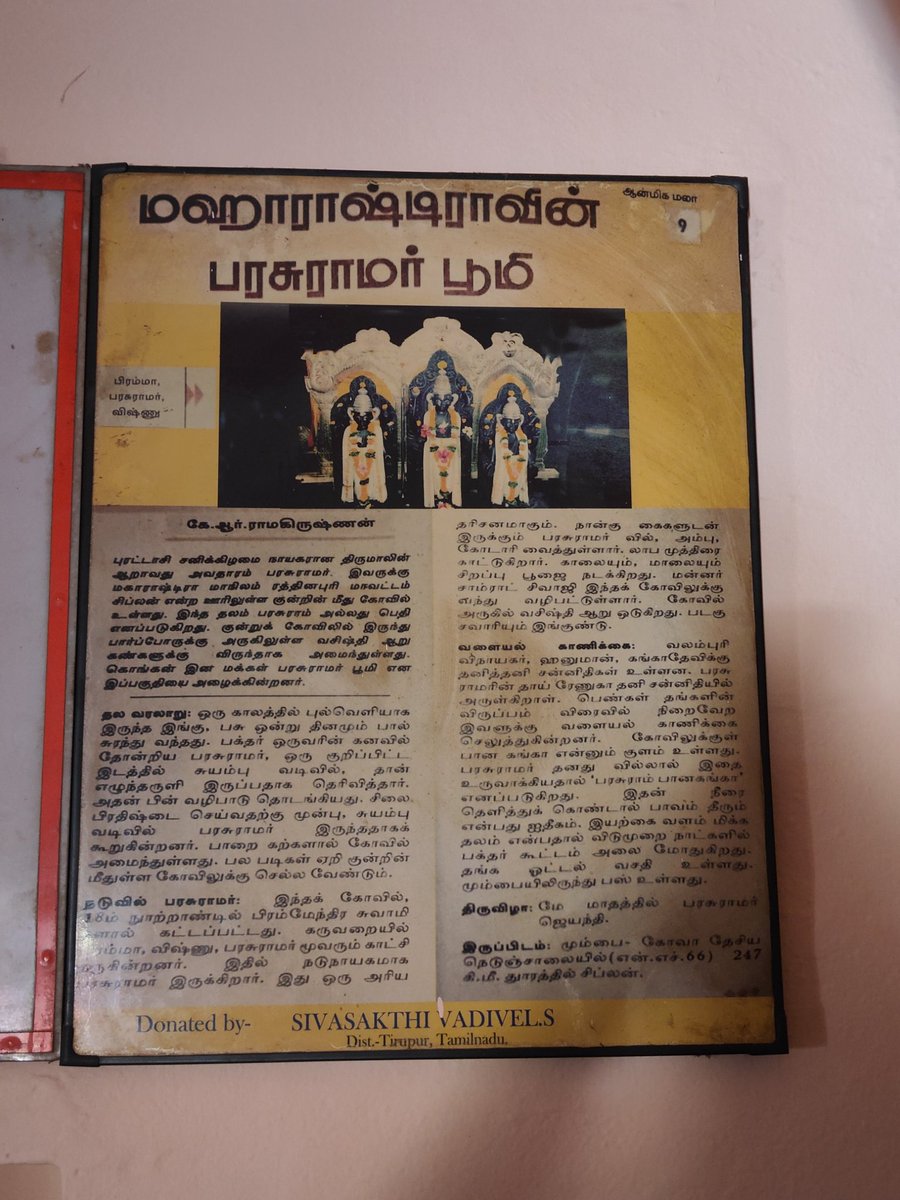 மஹாராஷ்டிராவின்
ஆன்மிக மலர்
9
பரசுராமர் பூமி
பிரம்மா,
பரசுராமர்,
விஷ்ணு
கே.ஆர்.ராமகிருஷ்ணன்
புரட்டாசி சனிக்கிழமை நாயகரான திருமாலின்
ஆறாவது அவதாரம் பரசுராமர். இவருக்கு
மகாராஷ்டிரா மாநிலம் ரத்தினபுரி மாவட்டம்
சிப்லன் என்ற ஊரிலுள்ள குன்றின் மீது கோவில்
உள்ளது. இந்த தலம் பரசுராம் அல்லது பெதி
எனப்படுகிறது. குன்றுக் கோவிலில் இருந்து
பார்ப்போருக்கு அருகிலுள்ள வசிஷ்தி ஆறு
கண்களுக்கு விருந்தாக அமைந்துள்ளது.
கொங்கன் இன மக்கள் பரசுராமர் பூமி என
இப்பகுதியை அழைக்கின்றனர்.
தல வரலாறு: ஒரு காலத்தில் புல்வெளியாக
இருந்த இங்கு, பசு ஒன்று தினமும் பால்
சுரந்து வந்தது. பக்தர் ஒருவரின் கனவில்
தோன்றிய பரசுராமர், ஒரு குறிப்பிட்ட
இடத்தில் சுயம்பு வடிவில், தான்
எழுந்தருளி இருப்பதாக தெரிவித்தார்.
அதன் பின் வழிபாடு தொடங்கியது. சிலை
பிரதிஷ்டை செய்வதற்கு முன்பு, சுயம்பு
வடிவில் பரசுராமர் இருந்ததாகக்
கூறுகின்றனர். பாறை கற்களால் கோவில்
அமைந்துள்ளது. பல படிகள் ஏறி குன்றின்
மீதுள்ள கோவிலுக்கு செல்ல வேண்டும்.
நடுவில் பரசுராமர்: இந்தக் கோவில்,
18ம் நூற்றாண்டில் பிரம்மேந்திர சுவாமி
களால் கட்டப்பட்டது. கருவறையில்
பிரம்மா, விஷ்ணு, பரசுராமர் மூவரும் காட்சி
தருகின்றனர். இதில் நடுநாயகமாக
பரசுராமர் இருக்கிறார். இது ஒரு அரிய
தரிசனமாகும். நான்கு கைகளுடன்
இருக்கும் பரசுராமர் வில், அம்பு,
கோடாரி வைத்துள்ளார். லாப முத்திரை
காட்டுகிறார். காலையும், மாலையும்
சிறப்பு பூஜை நடக்கிறது. மன்னர்
சாம்ராட் சிவாஜி இந்தக் கோவிலுக்கு
வந்து வழிபட்டுள்ளார். கோவில்
அருகில் வசிஷ்தி ஆறு ஓடுகிறது. படகு
சவாரியும் இங்குண்டு.
வளையல் காணிக்கை: வலம்புரி
விநாயகர், ஹனுமான், கங்காதேவிக்கு
தனித்தனி சன்னிதிகள் உள்ளன. பரசு
ராமரின் தாய் ரேணுகா தனி சன்னிதியில்
அருள்கிறாள். பெண்கள் தங்களின்
விருப்பம் விரைவில் நிறைவேற
இவளுக்கு வளையல் காணிக்கை
செலுத்துகின்றனர். கோவிலுக்குள்
பான கங்கா என்னும் குளம் உள்ளது.
பரசுராமர் தனது வில்லால் இதை
உருவாக்கியதால் 'பரசுராம் பானகங்கா'
எனப்படுகிறது. இதன் நீரை
தெளித்துக் கொண்டால் பாவம் தீரும்
என்பது ஐதீகம். இயற்கை வளம் மிக்க
தலம் என்பதால் விடுமுறை நாட்களில்
பக்தர் கூட்டம் அலை மோதுகிறது.
தங்க ஓட்டல் வசதி உள்ளது.
மும்பையிலிருந்து பஸ் உள்ளது.
திருவிழா: மே மாதத்தில் பரசுராமர்
ஜெயந்தி.
இருப்பிடம்: மும்பை- கோவா தேசிய
நெடுஞ்சாலையில்(என்.எச்.66) 247
கி.மீ. தூரத்தில் சிப்லன்.
Donated by- SIVASAKTHI VADIVEL.S
Dist.-Tirupur, Tamilnadu.